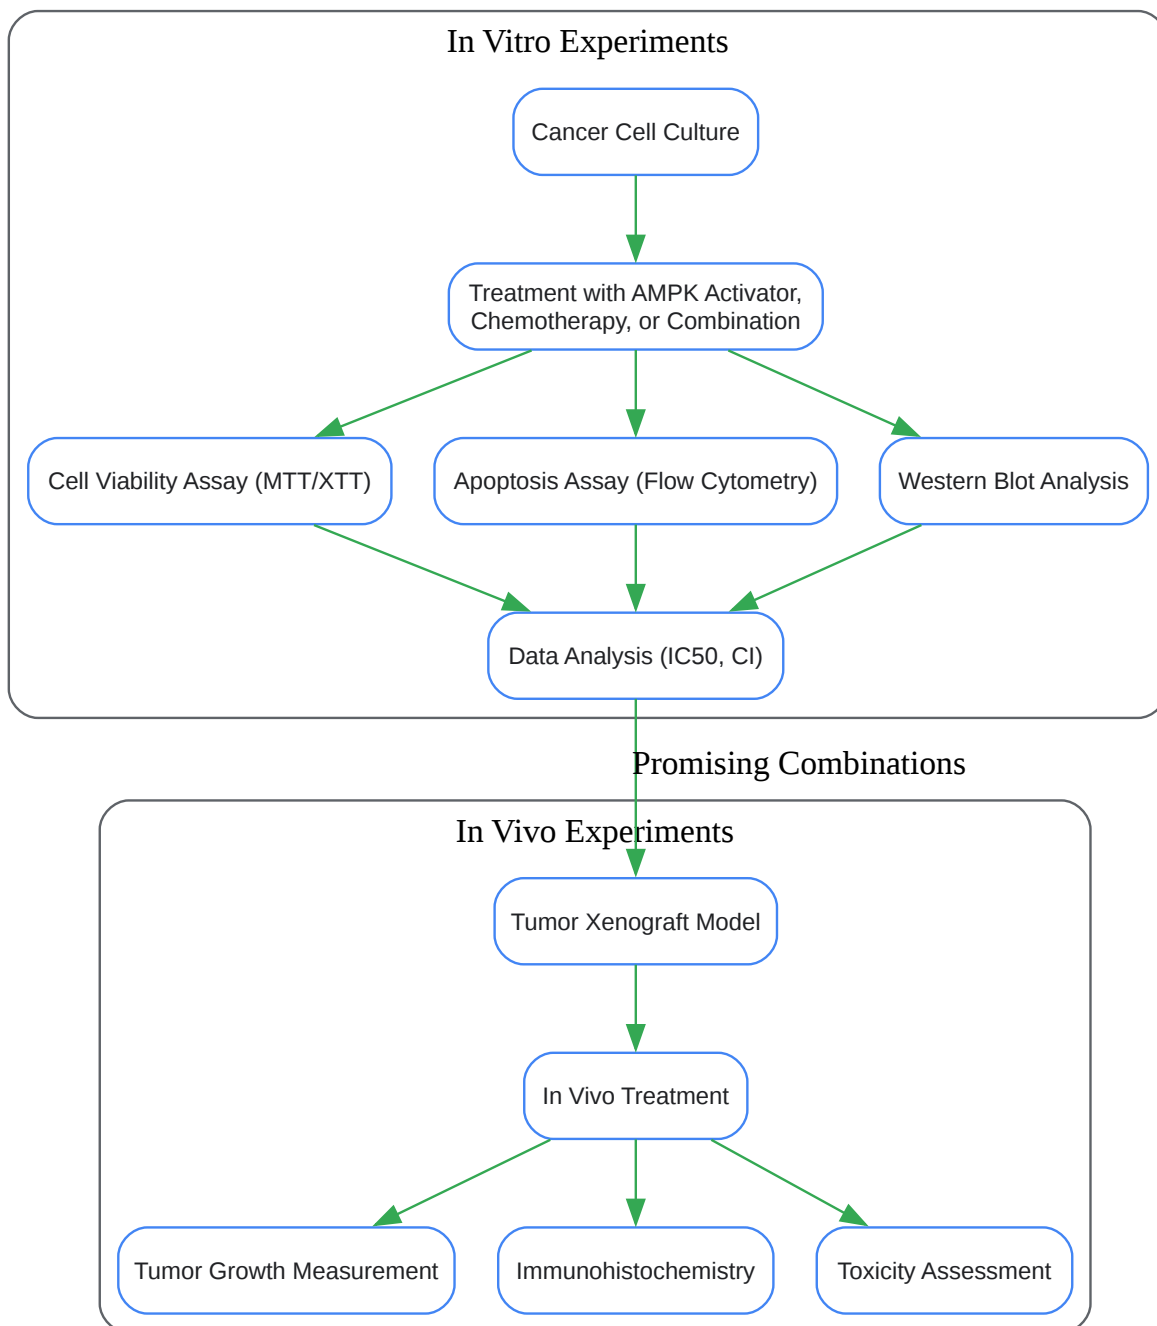 In Vitro Experiments
Cancer Cell Culture
Treatment with AMPK Activator,
Chemotherapy, or Combination
Cell Viability Assay (MTT/XTT)
Apoptosis Assay (Flow Cytometry)
Western Blot Analysis
Data Analysis (IC50, CI)
Promising Combinations
In Vivo Experiments
Tumor Xenograft Model
In Vivo Treatment
Tumor Growth Measurement
Immunohistochemistry
Toxicity Assessment